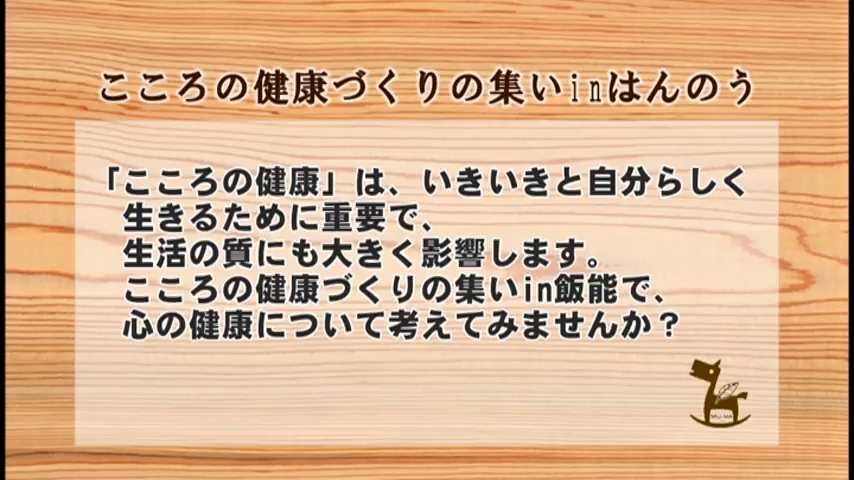 こころの健康づくりの集いinはんのう
「こころの健康」は、いきいきと自分らしく
生きるために重要で、
生活の質にも大きく影響します。
こころの健康づくりの集いin飯能で、
心の健康について考えてみませんか？